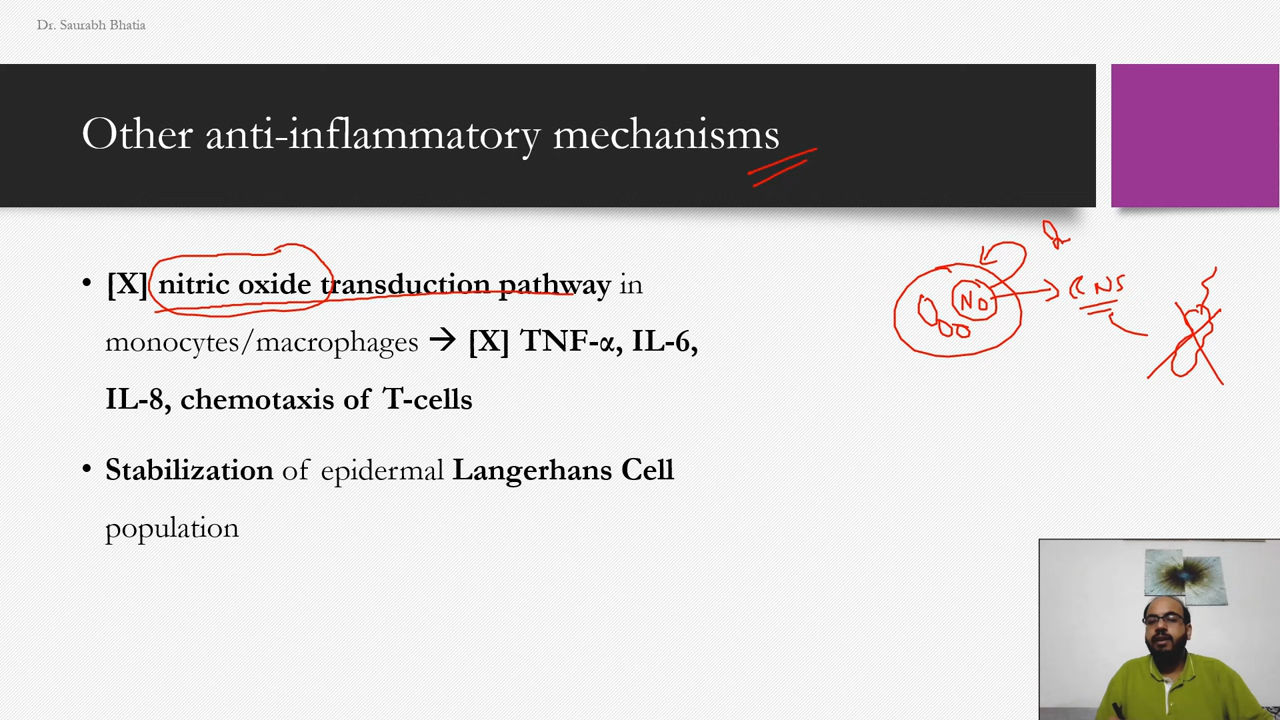 Dr. Saurabh Bhatia
Other anti-inflammatory mechanisms
• [X] nitric oxide transduction pathway in
monocytes/macrophages → [X] TNF-α, IL-6,
IL-8, chemotaxis of T-cells
• Stabilization of epidermal Langerhans Cell
population
NO
RNS